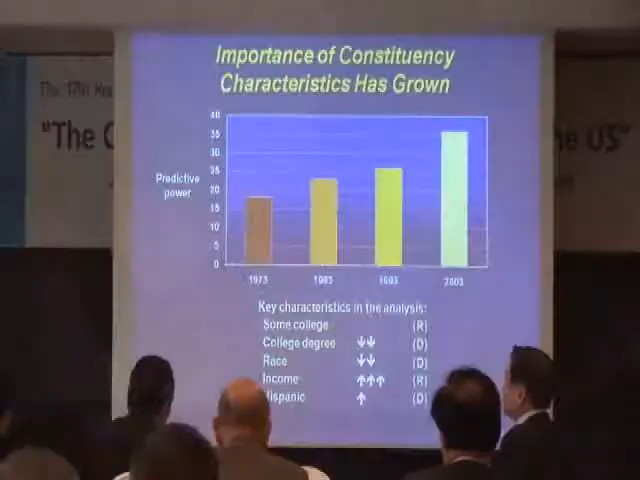 Importance of Constituency
Characteristics Has Grown
The 17th
"The
he US"
40
35
30
25
20
15
10
5
0
Predictive
power
1973
1983
1993
2003
Key characteristics in the analysis:
Some college (R)
College degree ↓↓ (D)
Race ↓↓ (D)
Income ↑↑↑ (R)
Hispanic ↑ (D)